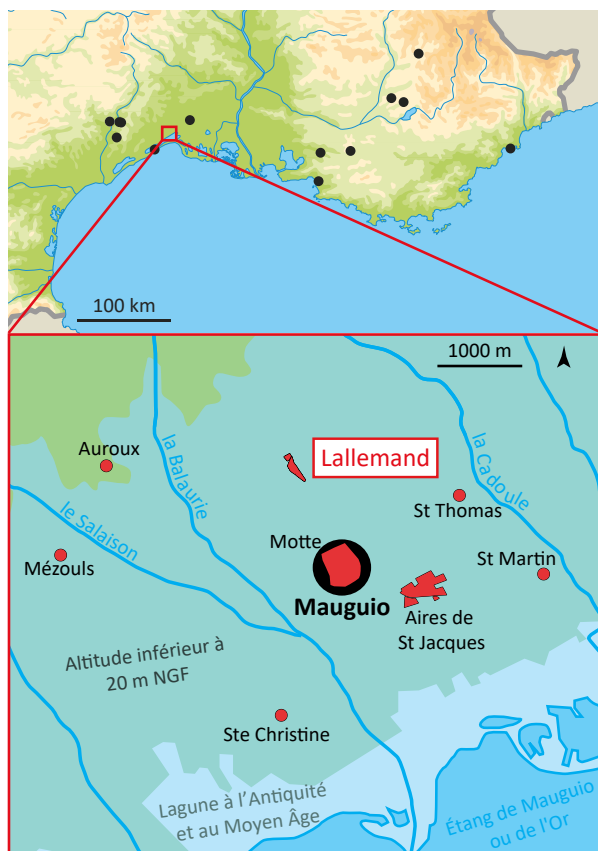 100 km
1000 m
Auroux
la Balaurie
Lallemand
la Cadoule
le Salaison
St Thomas
Mézouls
Motte
St Martin
Mauguio
Aires de
St Jacques
Altitude inférieur à
20 m NGF
Ste Christine
Lagune à l'Antiquité
et au Moyen Âge
Étang de Mauguio
ou de l'Or